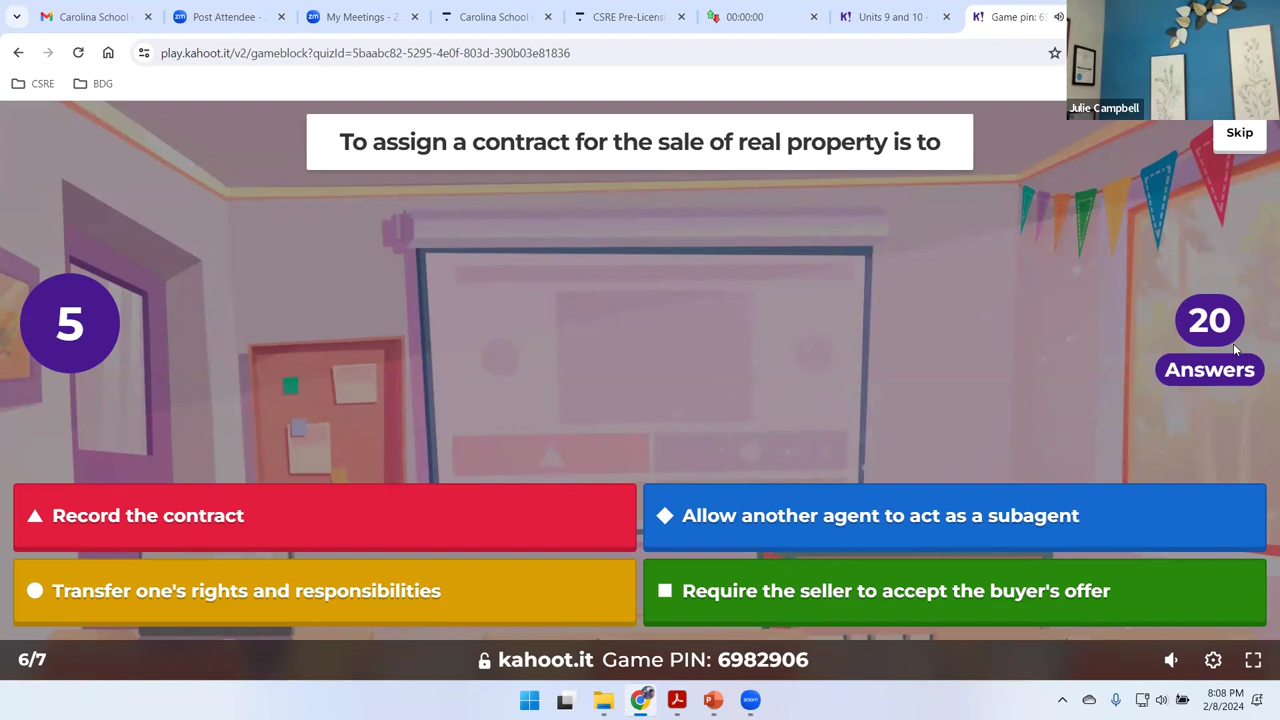 Carolina School
Post Attendee -
My Meetings - Z
Carolina School
CSRE Pre-Licens
00:00:00
Units 9 and 10 -
Game pin: 6
play.kahoot.it/v2/gameblock?quizId=5baabc82-5295-4e0f-803d-390b03e81836
CSRE
BDG
Julie Campbell
Skip
To assign a contract for the sale of real property is to
5
20
Answers
Record the contract
Allow another agent to act as a subagent
Transfer one's rights and responsibilities
Require the seller to accept the buyer's offer
6/7
kahoot.it Game PIN: 6982906
zoom
8:08 PM
2/8/2024